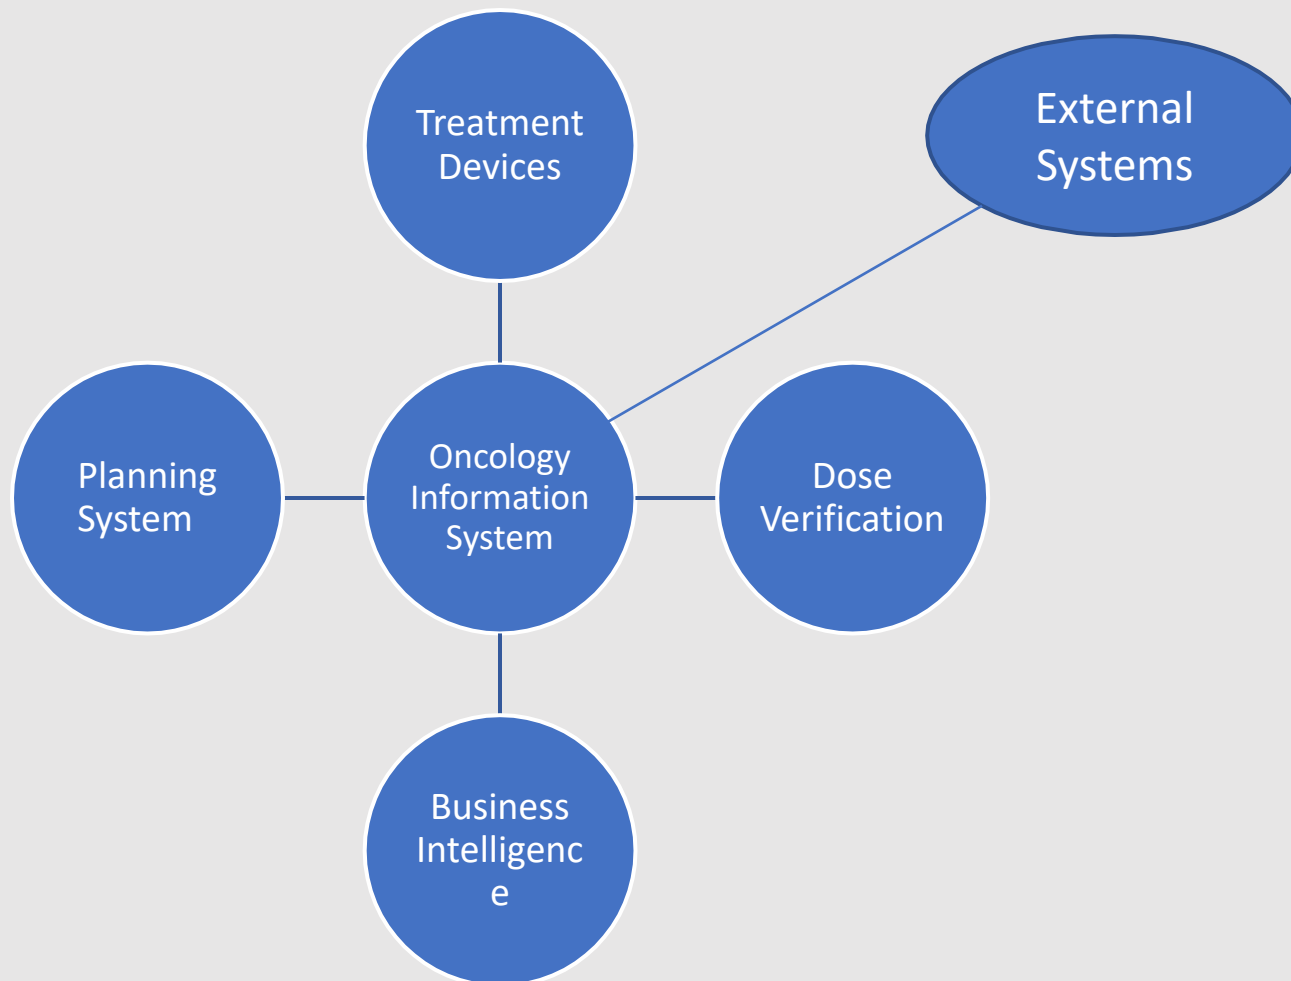 Treatment
Devices
External
Systems
Planning
System
Oncology
Information
System
Dose
Verification
Business
Intelligenc
e